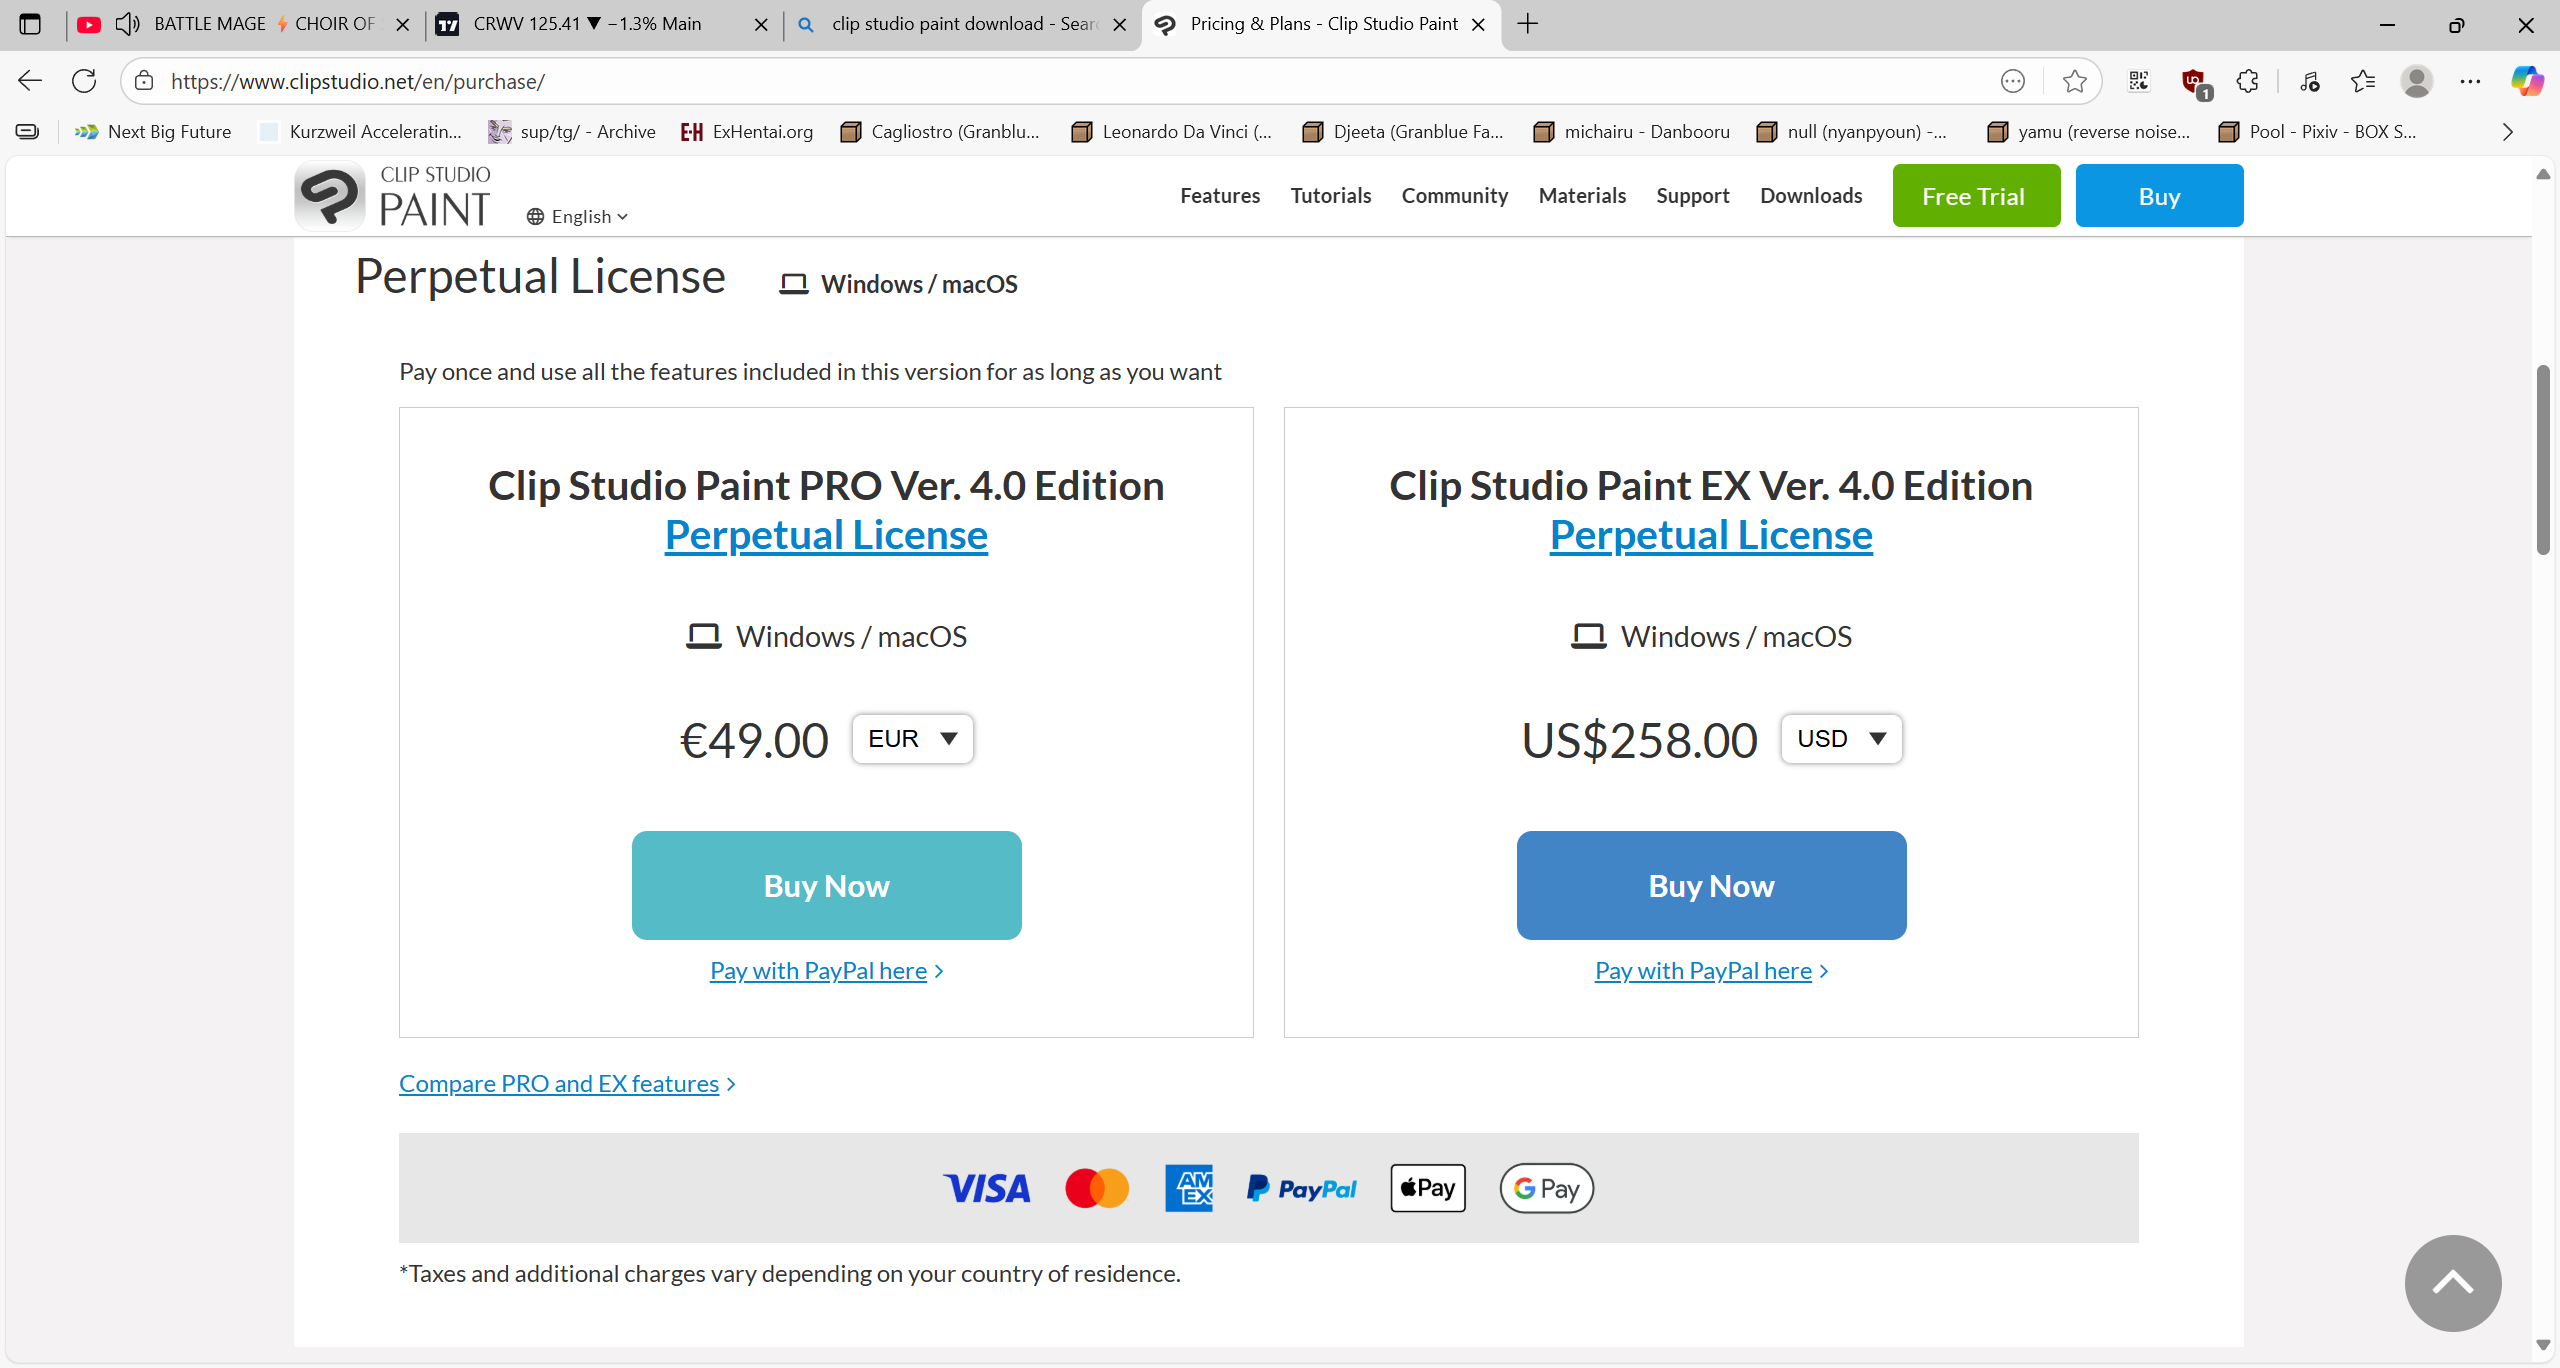 BATTLE MAGE ⚡ CHOIR OF
CRWV 125.41 ▼ −1.3% Main
clip studio paint download - Sear
Pricing & Plans - Clip Studio Paint
https://www.clipstudio.net/en/purchase/
1
Next Big Future
Kurzweil Acceleratin...
sup/tg/ - Archive
E-H ExHentai.org
Cagliostro (Granblu...
Leonardo Da Vinci (...
Djeeta (Granblue Fa...
michairu - Danbooru
null (nyanpyoun) -...
yamu (reverse noise...
Pool - Pixiv - BOX S...
CLIP STUDIO
PAINT
English
Features
Tutorials
Community
Materials
Support
Downloads
Free Trial
Buy
Perpetual License
Windows / macOS
Pay once and use all the features included in this version for as long as you want
Clip Studio Paint PRO Ver. 4.0 Edition
Perpetual License
Windows / macOS
€49.00
EUR ▼
Buy Now
Pay with PayPal here >
Clip Studio Paint EX Ver. 4.0 Edition
Perpetual License
Windows / macOS
US$258.00
USD ▼
Buy Now
Pay with PayPal here >
Compare PRO and EX features >
VISA
AM
EX
PayPal
Pay
G Pay
*Taxes and additional charges vary depending on your country of residence.